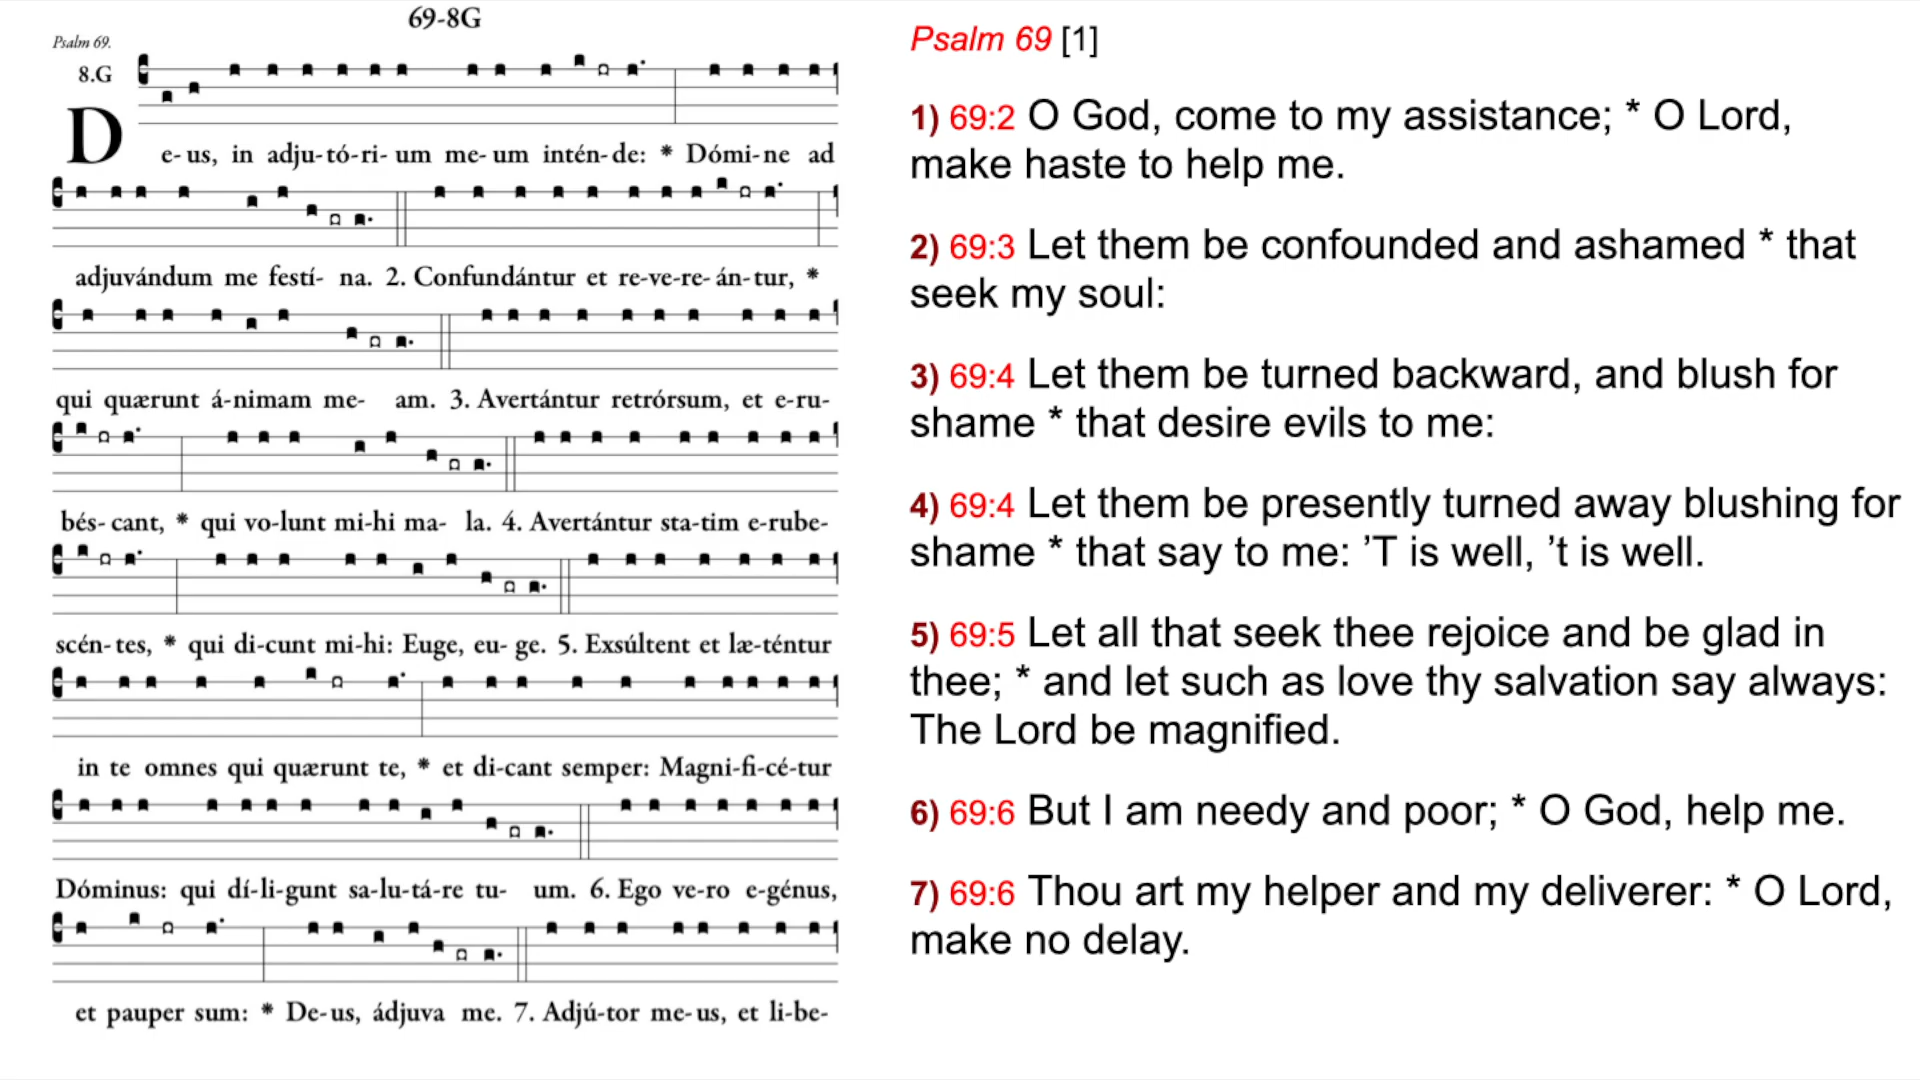 69-8G
Psalm 69.
8.G
De- us, in adju-tó-ri- um me- um intén- de: * Dómi- ne ad
adjuvándum me festí- na. 2. Confundántur et re-ve-re- án-tur, *
qui quærunt á-nimam me- am. 3. Avertántur retrórsum, et e-ru-
bés- cant, * qui vo-lunt mi-hi ma- la. 4. Avertántur sta-tim e-rube-
scén- tes, * qui di-cunt mi-hi: Euge, eu- ge. 5. Exsúltent et læ-téntur
in te omnes qui quærunt te, * et di-cant semper: Magni-fi-cé-tur
Dóminus: qui dí-li-gunt sa-lu-tá-re tu- um. 6. Ego ve-ro e-génus,
et pauper sum: * De- us, ádjuva me. 7. Adjú-tor me- us, et li-be-
Psalm 69 [1]
1) 69:2 O God, come to my assistance; * O Lord,
make haste to help me.
2) 69:3 Let them be confounded and ashamed * that
seek my soul:
3) 69:4 Let them be turned backward, and blush for
shame * that desire evils to me:
4) 69:4 Let them be presently turned away blushing for
shame * that say to me: ’T is well, ’t is well.
5) 69:5 Let all that seek thee rejoice and be glad in
thee; * and let such as love thy salvation say always:
The Lord be magnified.
6) 69:6 But I am needy and poor; * O God, help me.
7) 69:6 Thou art my helper and my deliverer: * O Lord,
make no delay.